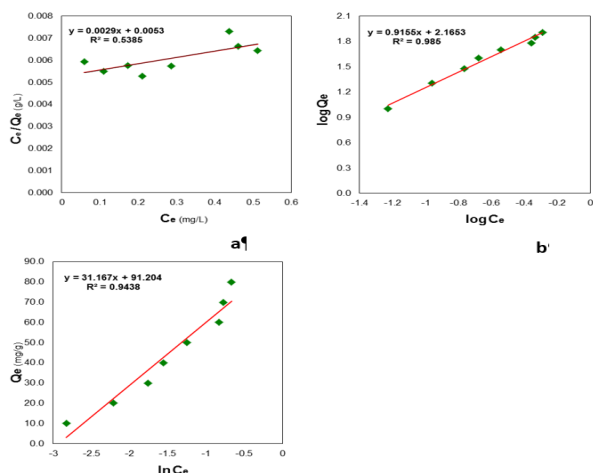 0.008
y = 0.0029x + 0.0053
R² = 0.5385
0.007
0.006
0.005
0.004
0.003
0.002
0.001
0.000
Ce/Qe (g/L)
0 0.1 0.2 0.3 0.4 0.5 0.6
Ce (mg/L)
a¶
2.1
y = 0.9155x + 2.1653
R² = 0.985
1.8
1.5
1.2
0.9
0.6
0.3
0.0
logQe
-1.4 -1.2 -1 -0.8 -0.6 -0.4 -0.2 0
logCe
b
90.0
y = 31.167x + 91.204
R² = 0.9438
80.0
70.0
60.0
50.0
40.0
30.0
20.0
10.0
0.0
Qe (mg/g)
-3 -2.5 -2 -1.5 -1 -0.5 0
lnCe